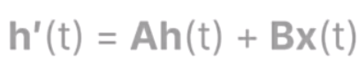 h′(t) = Ah(t) + Bx(t)